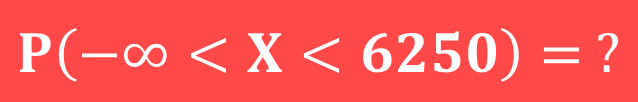 P(−∞ < X < 6250) = ?